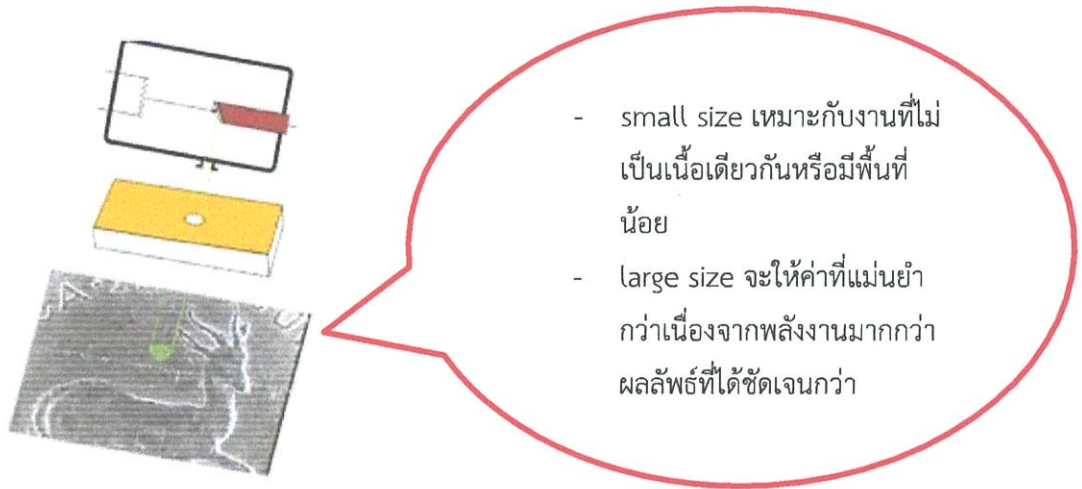 - small size เหมาะกับงานที่ไม่
เป็นเนื้อเดียวกันหรือมีพื้นที่
น้อย
- large size จะให้ค่าที่แม่นยำ
กว่าเนื่องจากพลังงานมากกว่า
ผลลัพธ์ที่ได้ชัดเจนกว่า